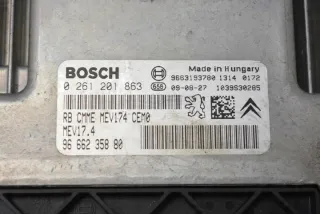 BOSCH
Made in Hungary
9663193780 1314 0172
0 261 201 863
658
09-08-27 1039S30285
RB CMME MEV174 CEM0
MEV17.4
96 662 358 80